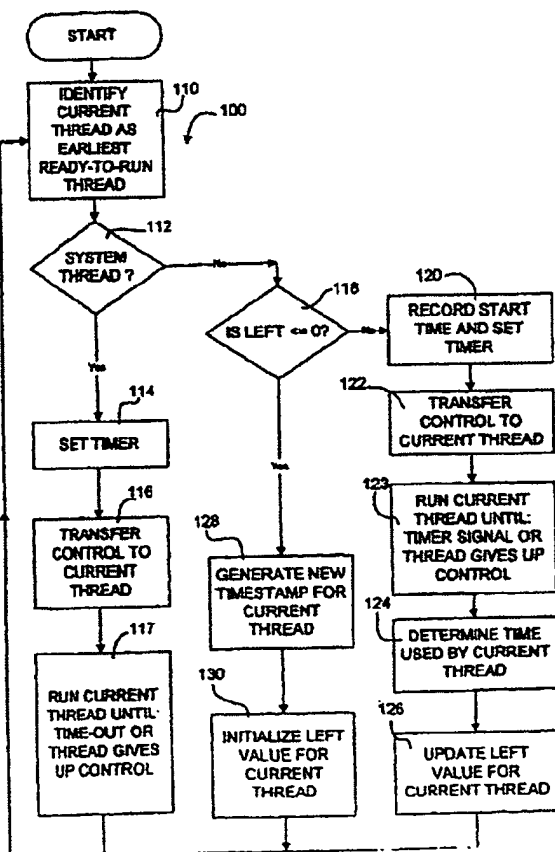 START
110
IDENTIFY
CURRENT
THREAD AS
EARLIEST
READY-TO-RUN
THREAD
100
112
SYSTEM
THREAD ?
No
Yes
114
SET TIMER
116
TRANSFER
CONTROL TO
CURRENT
THREAD
117
RUN CURRENT
THREAD UNTIL:
TIME-OUT OR
THREAD GIVES
UP CONTROL
118
IS LEFT <= 0?
No
Yes
128
GENERATE NEW
TIMESTAMP FOR
CURRENT
THREAD
130
INITIALIZE LEFT
VALUE FOR
CURRENT
THREAD
120
RECORD START
TIME AND SET
TIMER
122
TRANSFER
CONTROL TO
CURRENT THREAD
123
RUN CURRENT
THREAD UNTIL:
TIMER SIGNAL OR
THREAD GIVES UP
CONTROL
124
DETERMINE TIME
USED BY CURRENT
THREAD
126
UPDATE LEFT
VALUE FOR
CURRENT THREAD